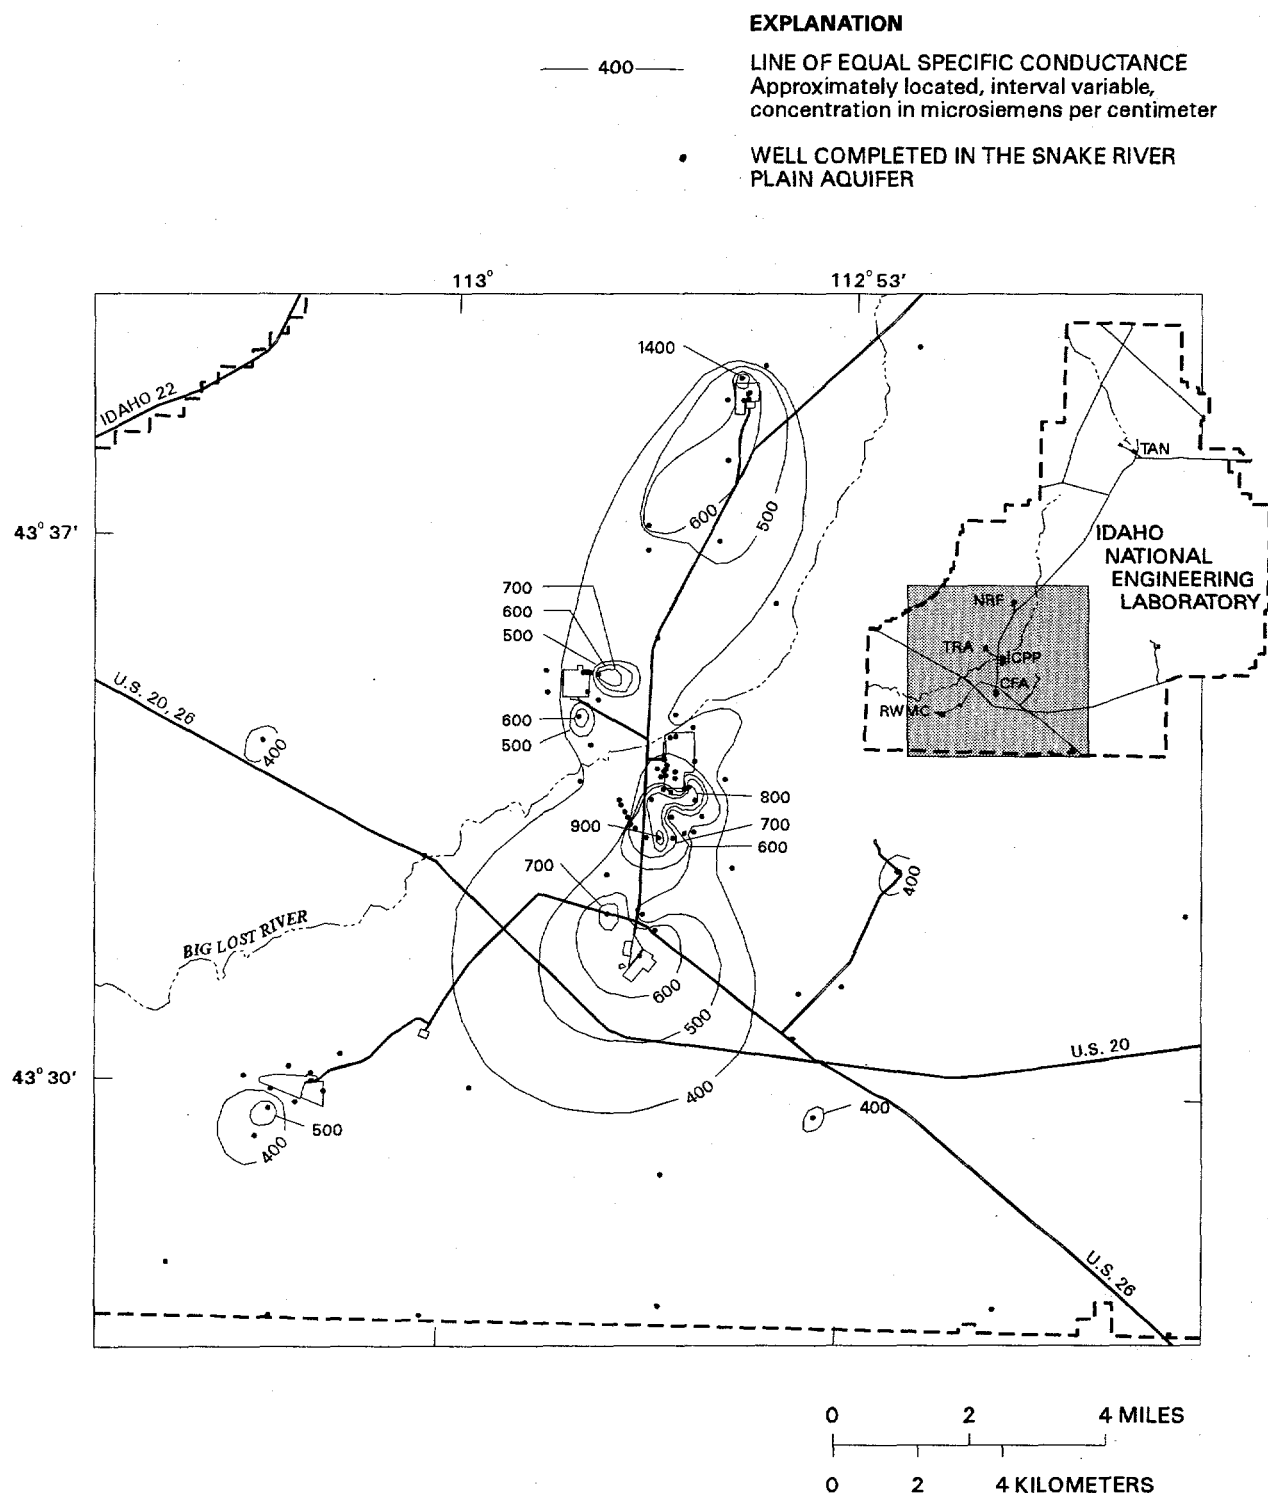 EXPLANATION
400
LINE OF EQUAL SPECIFIC CONDUCTANCE
Approximately located, interval variable,
concentration in microsiemens per centimeter
WELL COMPLETED IN THE SNAKE RIVER
PLAIN AQUIFER
113°
112° 53'
1400
IDAHO 22
TAN
600
500
43° 37'
IDAHO
NATIONAL
ENGINEERING
LABORATORY
700
600
500
NRF
TRA
ICPP
CFA
RWMC
U.S. 20, 26
400
600
500
800
900
700
600
700
400
BIG LOST RIVER
600
500
U.S. 20
43° 30'
400
400
500
400
U.S. 26
0 2 4 MILES
0 2 4 KILOMETERS